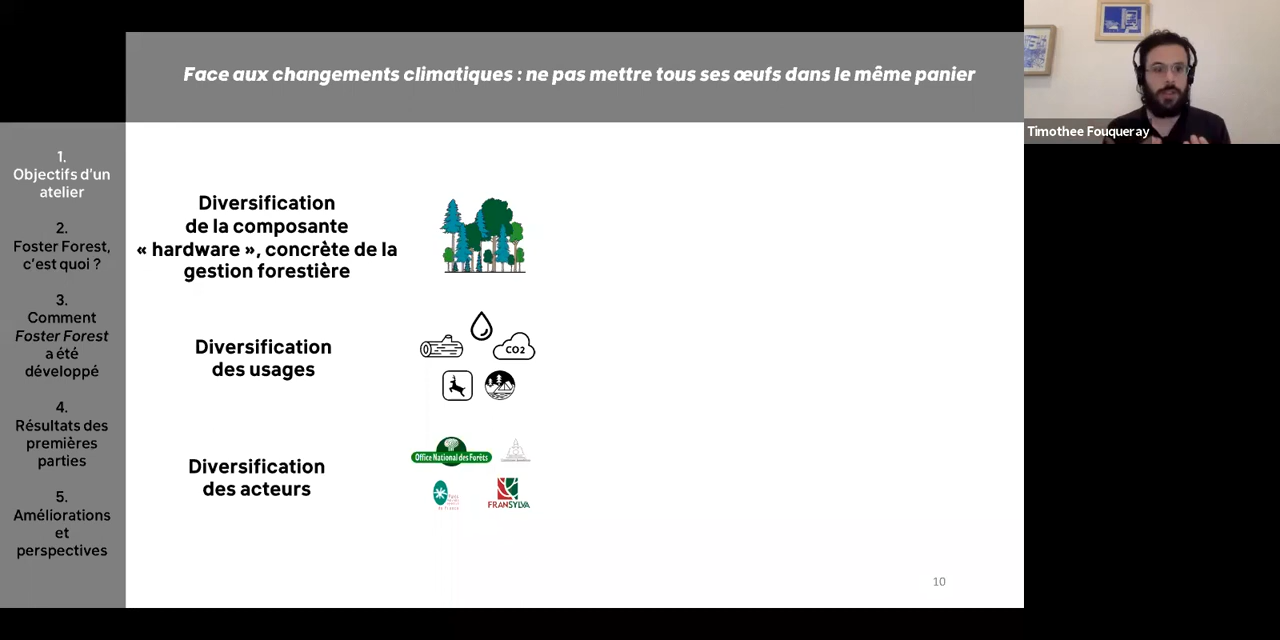 Face aux changements climatiques : ne pas mettre tous ses œufs dans le même panier
Timothee Fouqueray
1.
Objectifs d'un
atelier
2.
Foster Forest,
c'est quoi ?
3.
Comment
Foster Forest
a été
développé
4.
Résultats des
premières
parties
5.
Améliorations
et
perspectives
Diversification
de la composante
« hardware », concrète de la
gestion forestière
Diversification
des usages
CO2
Diversification
des acteurs
Office National des Forêts
FRANSYLVA
10